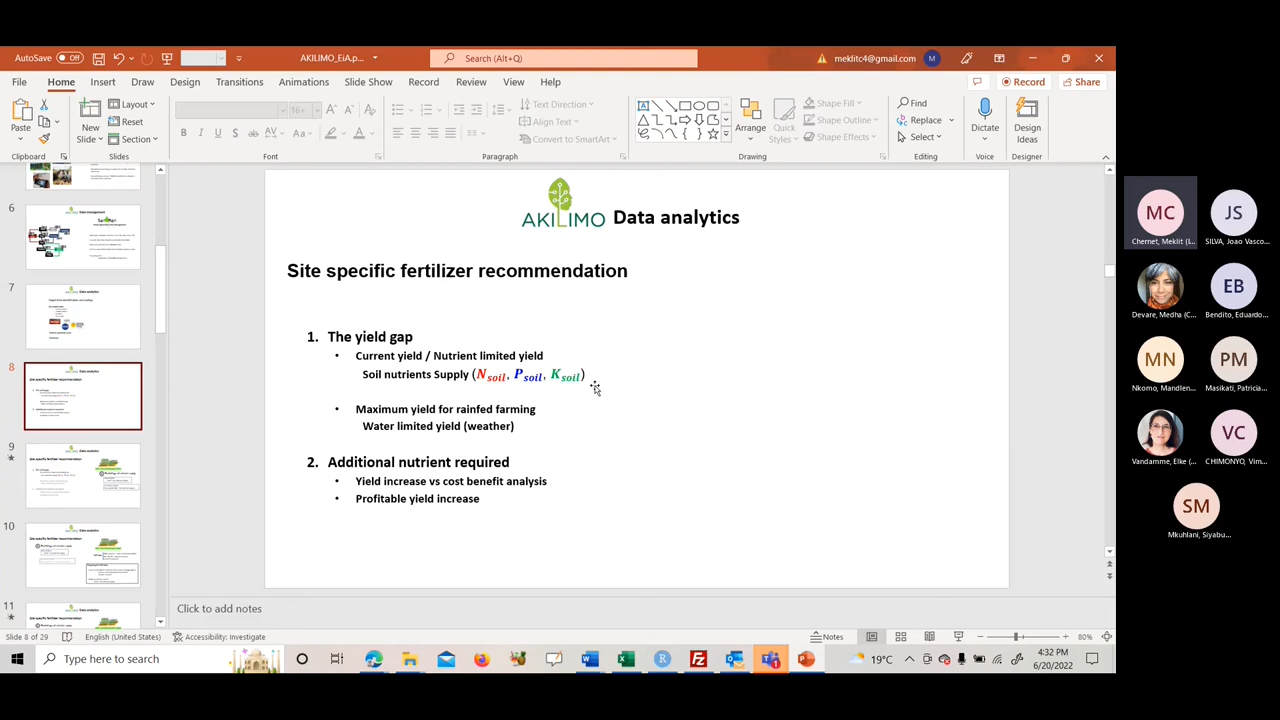 AutoSave Off
AKILIMO_EiA.p...
Search (Alt+Q)
meklitc4@gmail.com
M
File Home Insert Draw Design Transitions Animations Slide Show Record Review View Help
Record
Share
Paste
New
Slide
Layout
Reset
Section
16+
Text Direction
Align Text
Convert to SmartArt
Arrange
Quick
Styles
Shape Fill
Shape Outline
Shape Effects
Find
Replace
Select
Dictate
Design
Ideas
Clipboard
Slides
Font
Paragraph
Drawing
Editing
Voice
Designer
6
7
8
9
10
11
AKILIMO Data analytics
Site specific fertilizer recommendation
1. The yield gap
• Current yield / Nutrient limited yield
Soil nutrients Supply (Nsoil, Psoil, Ksoil)
• Maximum yield for rainfed farming
Water limited yield (weather)
2. Additional nutrient required
• Yield increase vs cost benefit analysis
• Profitable yield increase
Click to add notes
Slide 8 of 29
English (United States)
Accessibility: Investigate
Notes
80%
Type here to search
19°C
4:32 PM
6/20/2022
MC
Chernet, Meklit (I...
JS
SILVA, Joao Vasco...
Devare, Medha (C...
EB
Bendito, Eduardo...
MN
Nkomo, Mandlen...
PM
Masikati, Patricia...
Vandamme, Elke (...
VC
CHIMONYO, Vim...
SM
Mkuhlani, Siyabu...